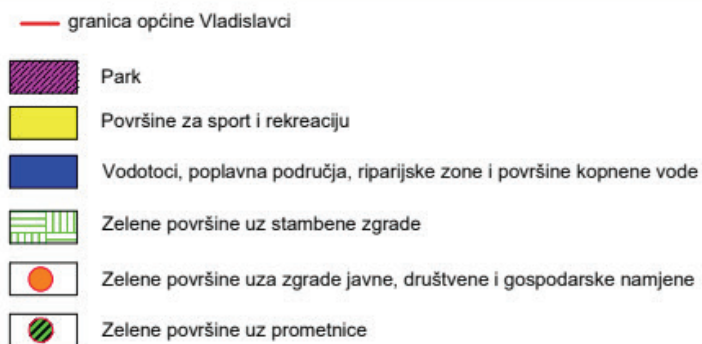 granica općine Vladislavci
Park
Površine za sport i rekreaciju
Vodotoci, poplavna područja, riparijske zone i površine kopnene vode
Zelene površine uz stambene zgrade
Zelene površine uza zgrade javne, društvene i gospodarske namjene
Zelene površine uz prometnice